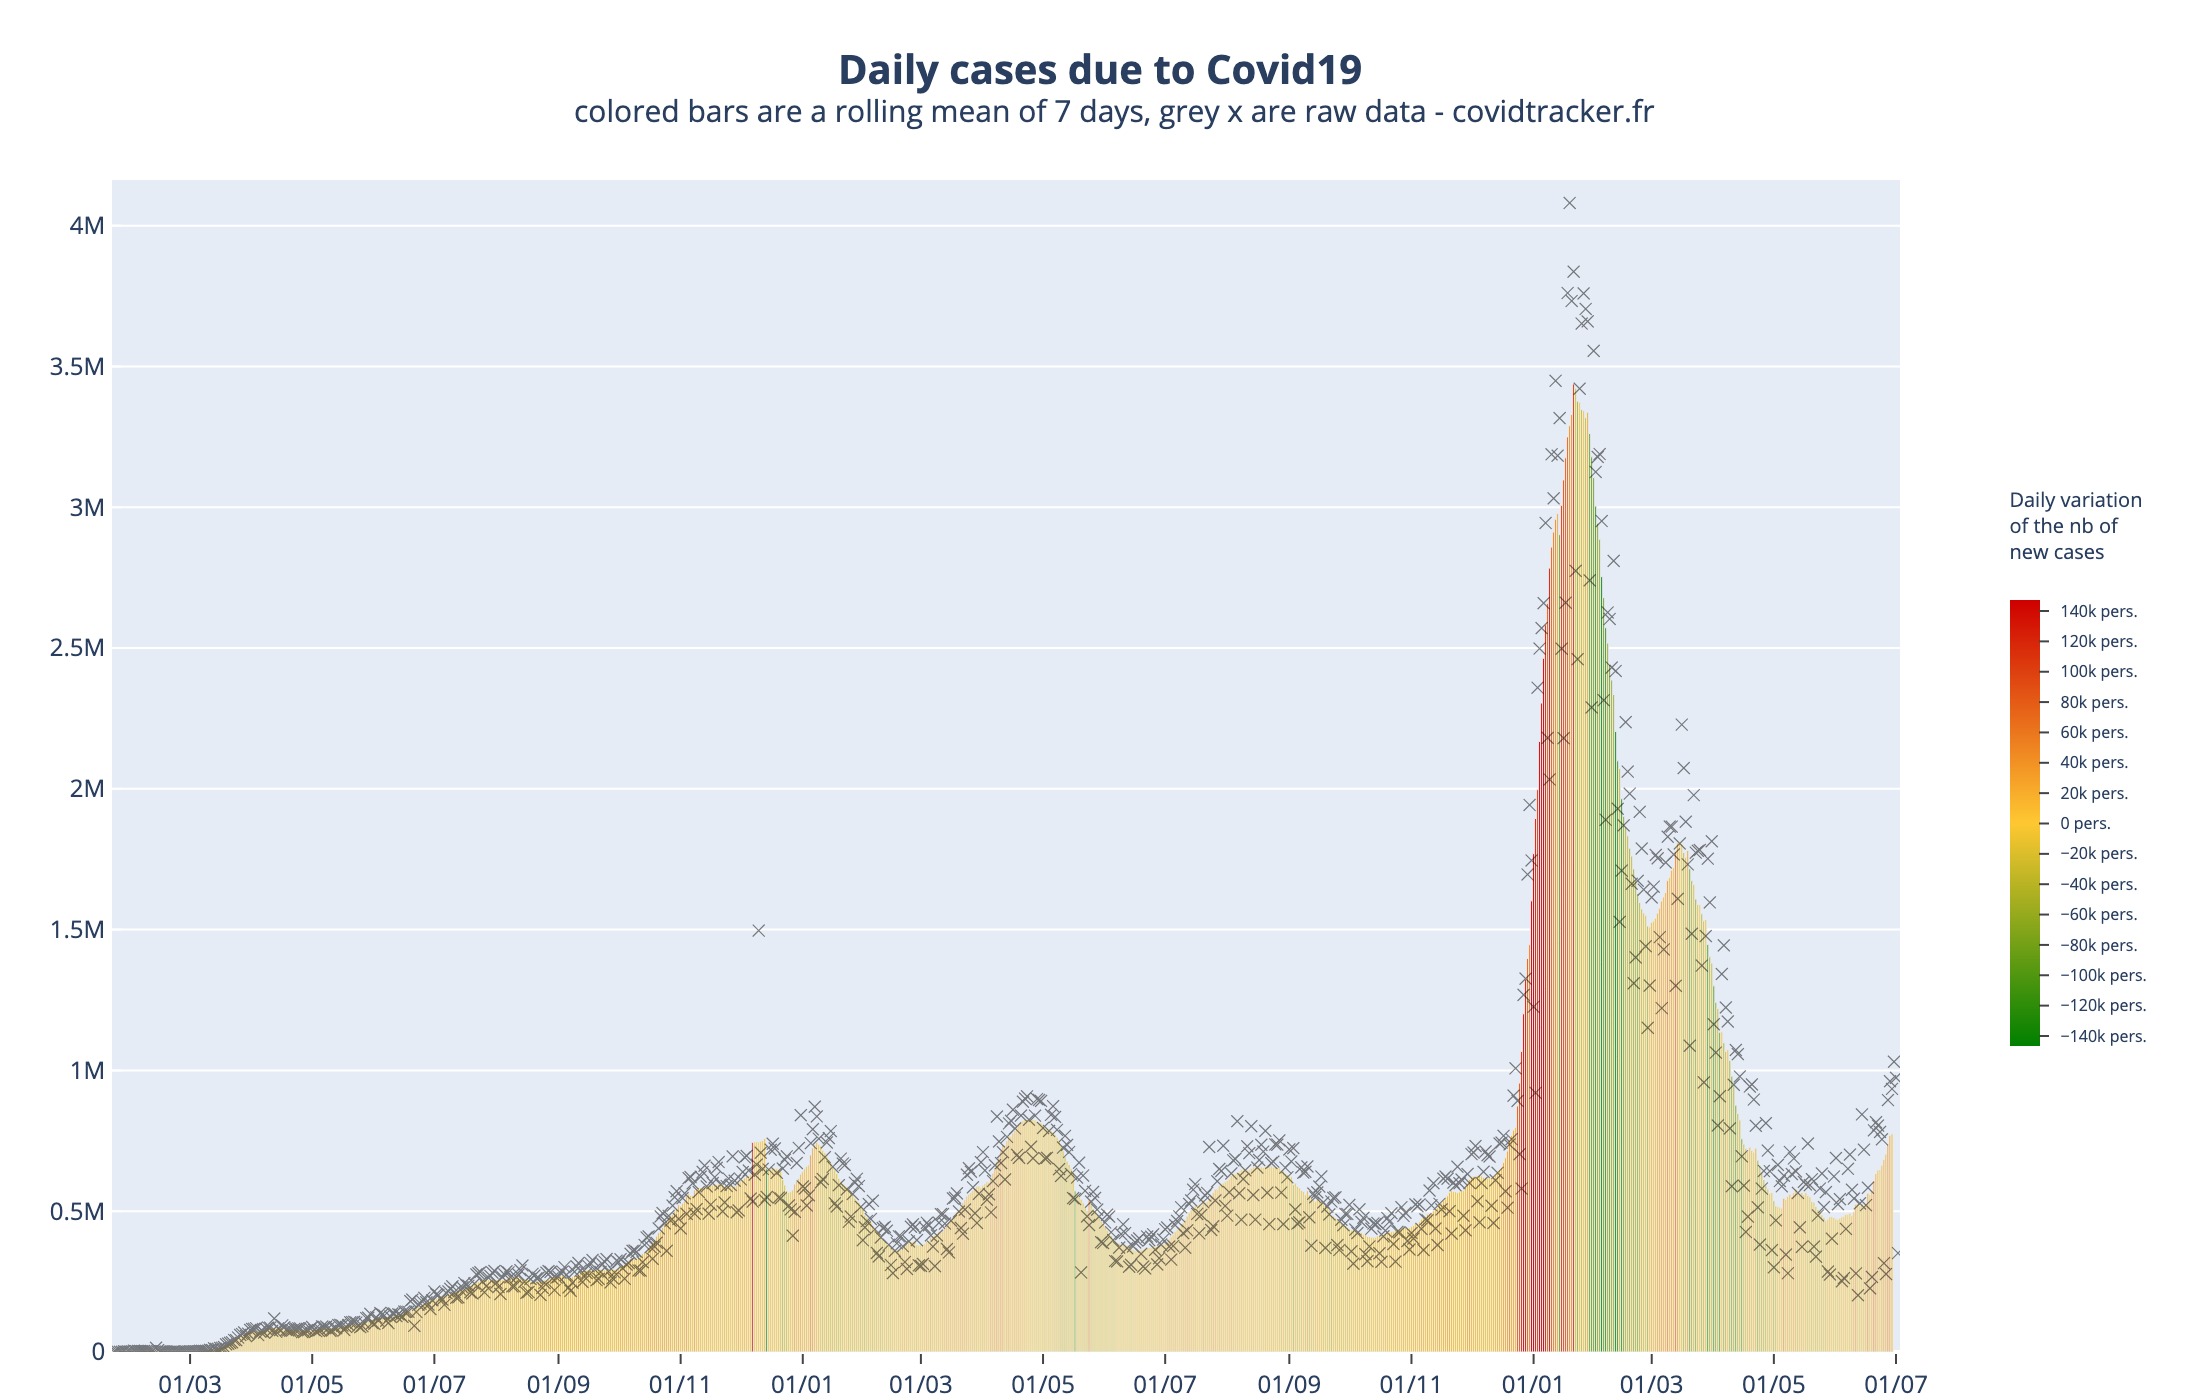 Daily cases due to Covid19
colored bars are a rolling mean of 7 days, grey x are raw data - covidtracker.fr
4M
3.5M
3M
2.5M
2M
1.5M
1M
0.5M
0
01/03 01/05 01/07 01/09 01/11 01/01 01/03 01/05 01/07 01/09 01/11 01/01 01/03 01/05 01/07
Daily variation
of the nb of
new cases
140k pers.
120k pers.
100k pers.
80k pers.
60k pers.
40k pers.
20k pers.
0 pers.
−20k pers.
−40k pers.
−60k pers.
−80k pers.
−100k pers.
−120k pers.
−140k pers.